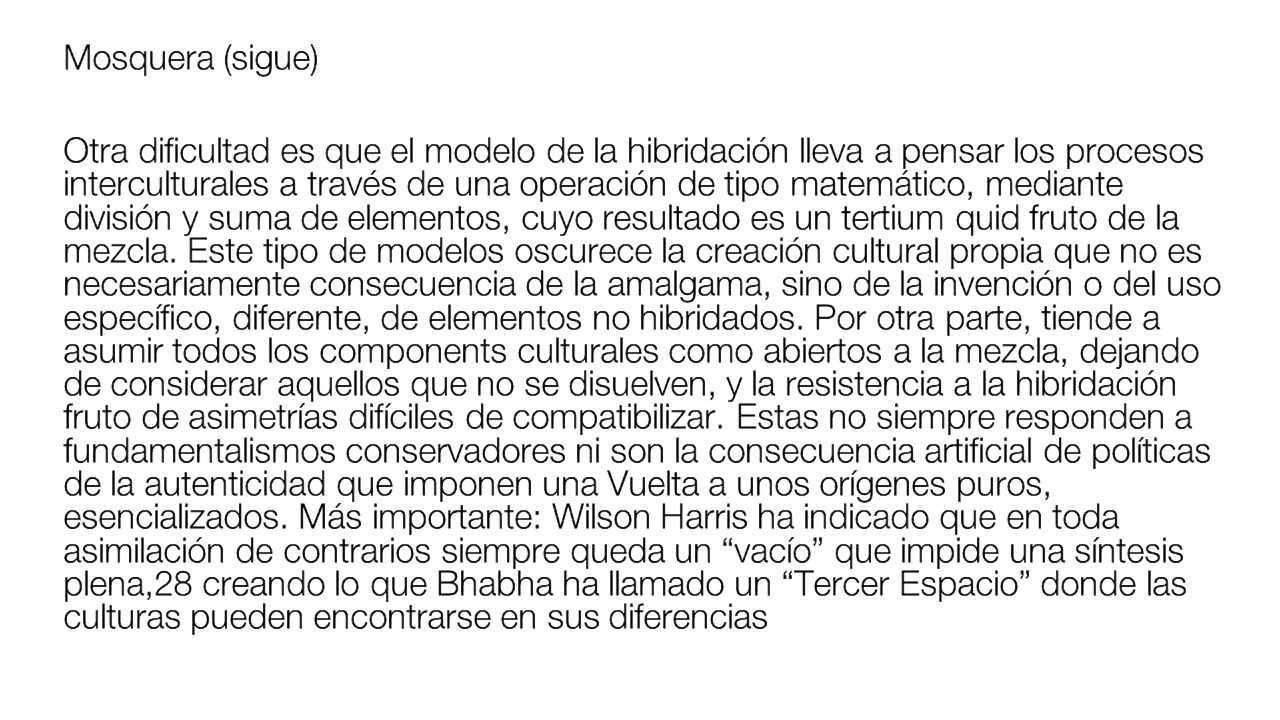 Mosquera (sigue)
Otra dificultad es que el modelo de la hibridación lleva a pensar los procesos
interculturales a través de una operación de tipo matemático, mediante
división y suma de elementos, cuyo resultado es un tertium quid fruto de la
mezcla. Este tipo de modelos oscurece la creación cultural propia que no es
necesariamente consecuencia de la amalgama, sino de la invención o del uso
específico, diferente, de elementos no hibridados. Por otra parte, tiende a
asumir todos los components culturales como abiertos a la mezcla, dejando
de considerar aquellos que no se disuelven, y la resistencia a la hibridación
fruto de asimetrías difíciles de compatibilizar. Estas no siempre responden a
fundamentalismos conservadores ni son la consecuencia artificial de políticas
de la autenticidad que imponen una Vuelta a unos orígenes puros,
esencializados. Más importante: Wilson Harris ha indicado que en toda
asimilación de contrarios siempre queda un “vacío” que impide una síntesis
plena,28 creando lo que Bhabha ha llamado un “Tercer Espacio” donde las
culturas pueden encontrarse en sus diferencias